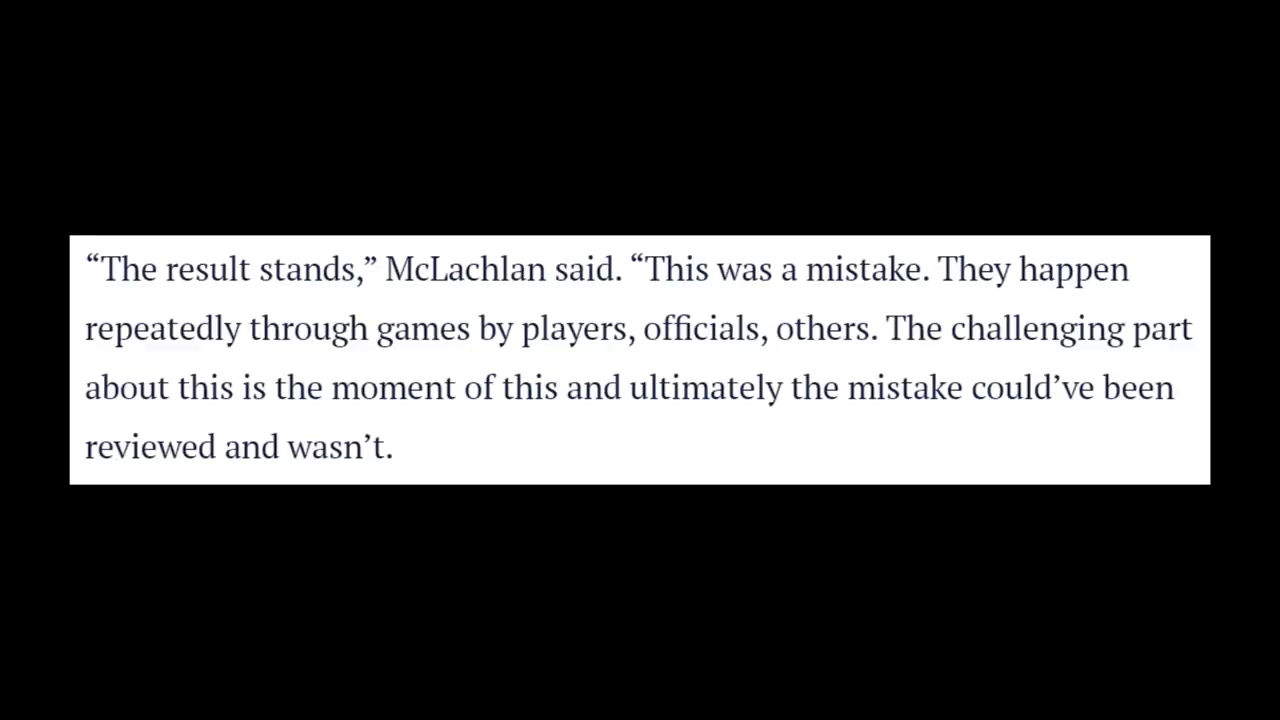 “The result stands,” McLachlan said. “This was a mistake. They happen
repeatedly through games by players, officials, others. The challenging part
about this is the moment of this and ultimately the mistake could’ve been
reviewed and wasn’t.